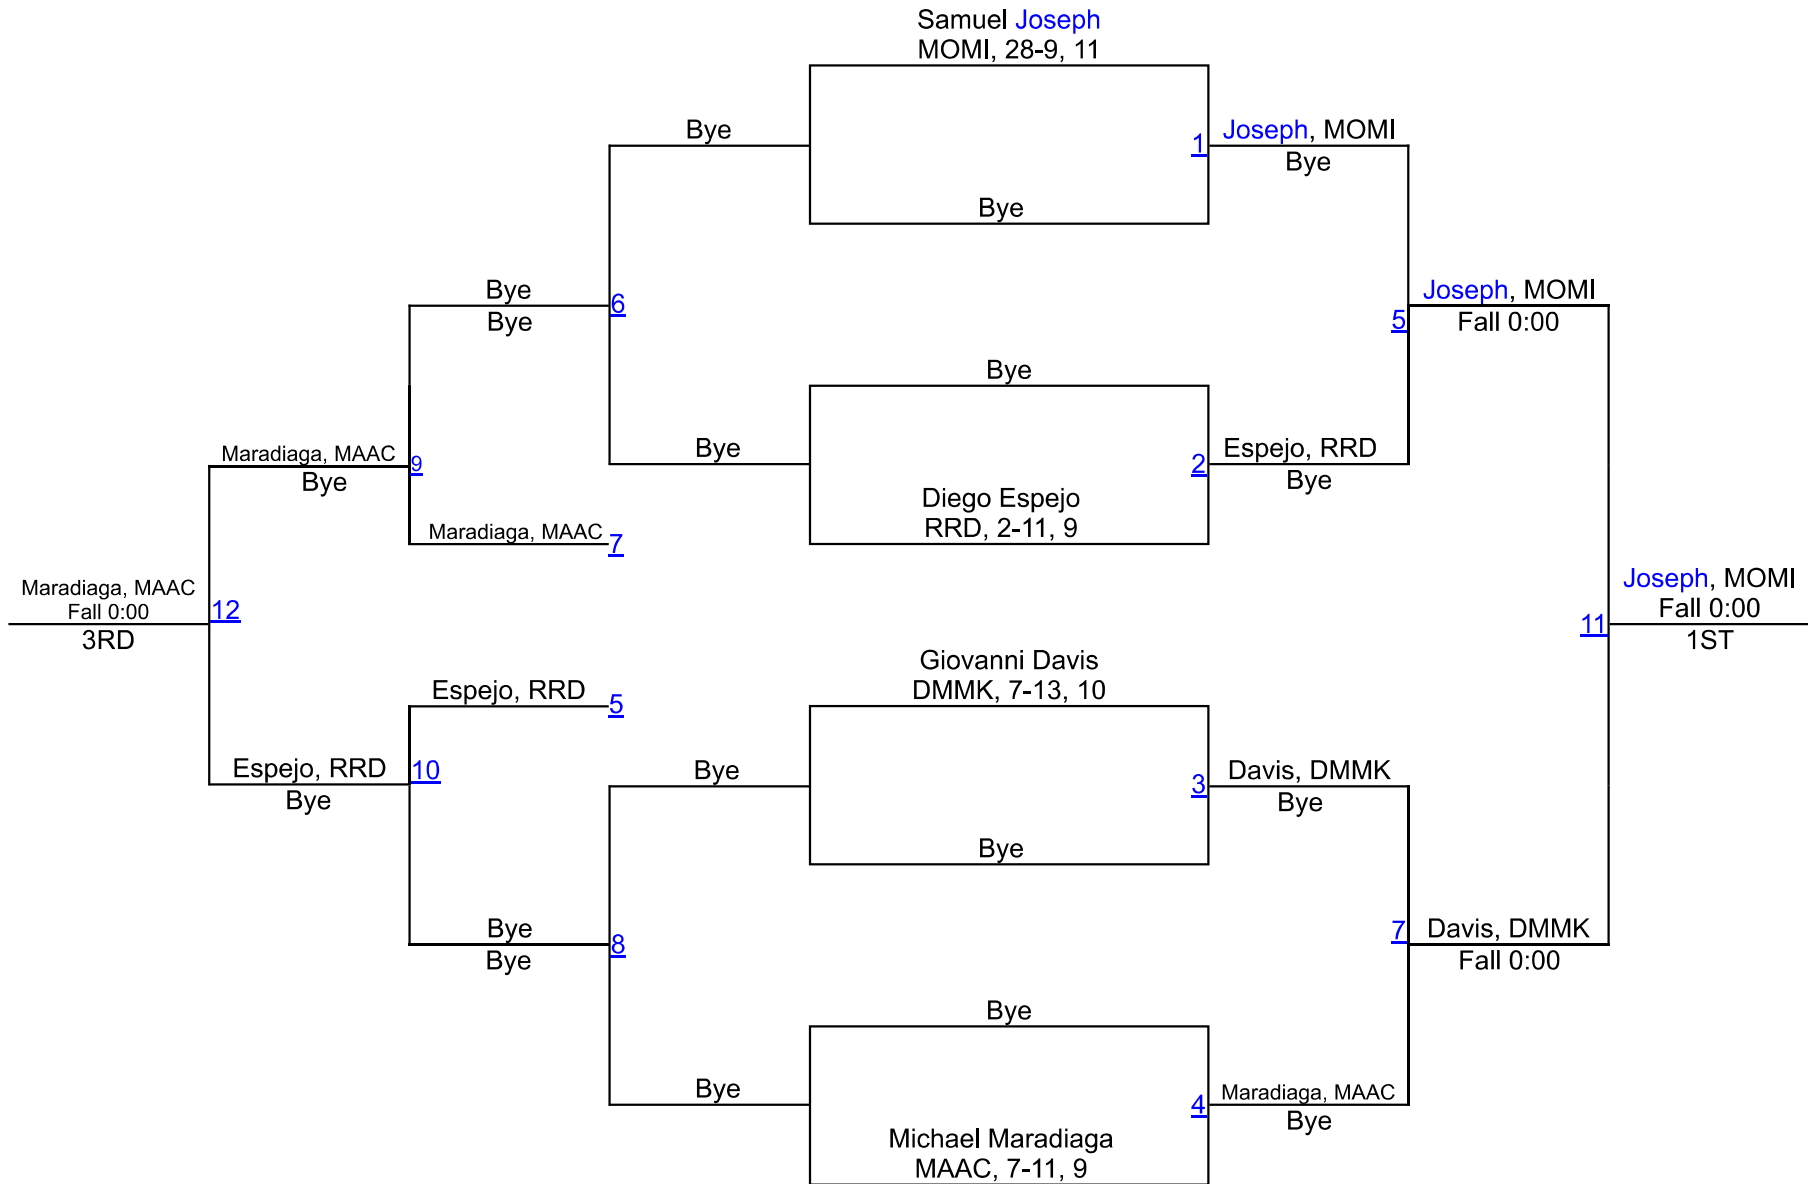 Samuel Joseph
MOMI, 28-9, 11
Bye
1
Joseph, MOMI
Bye
Bye
Bye
Bye
6
Joseph, MOMI
5
Fall 0:00
Bye
Maradiaga, MAAC
9
Bye
Bye
2
Espejo, RRD
Bye
Diego Espejo
RRD, 2-11, 9
Maradiaga, MAAC
7
Maradiaga, MAAC
Fall 0:00
12
3RD
Joseph, MOMI
Fall 0:00
11
1ST
Giovanni Davis
DMMK, 7-13, 10
Espejo, RRD
5
Espejo, RRD
10
Bye
Bye
3
Davis, DMMK
Bye
Bye
Bye
8
Bye
7
Davis, DMMK
Fall 0:00
Bye
Bye
4
Maradiaga, MAAC
Bye
Michael Maradiaga
MAAC, 7-11, 9